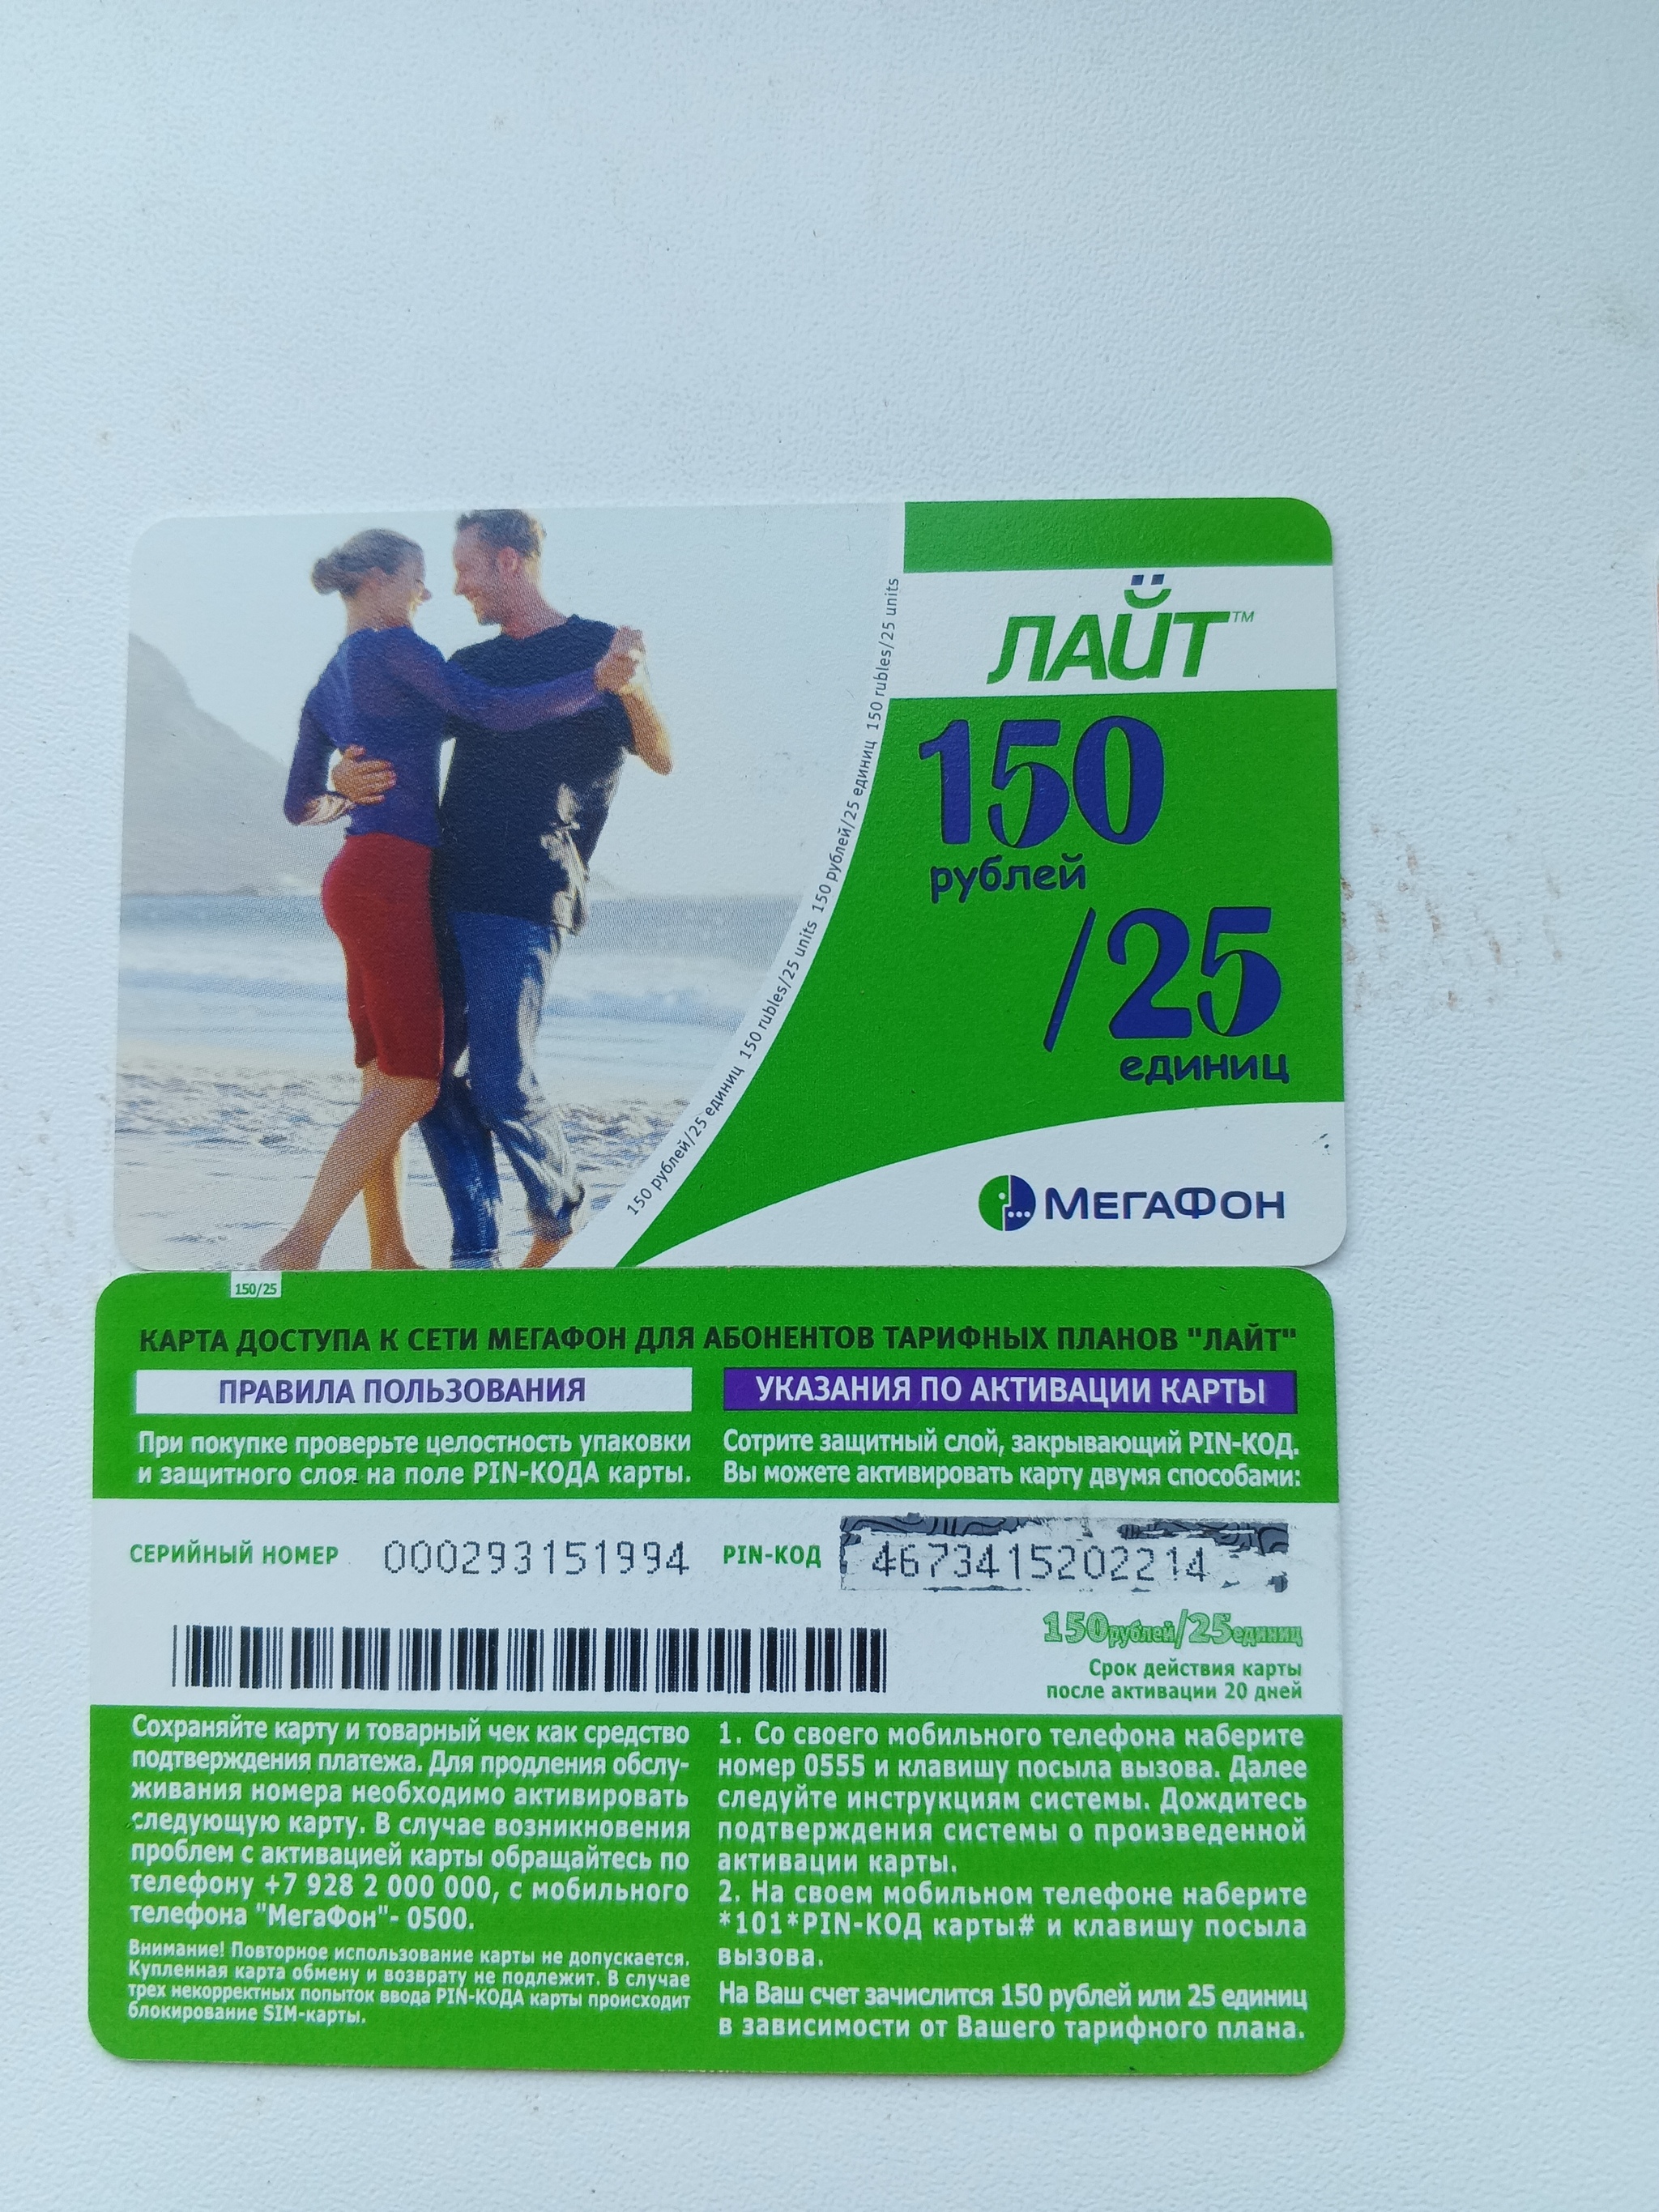 ЛАЙТ™
150
рублей
/25
единиц
150 рублей/25 единиц 150 rubles/25 units 150 рублей/25 единиц 150 rubles/25 units
МЕГАФОН
150/25
КАРТА ДОСТУПА К СЕТИ МЕГАФОН ДЛЯ АБОНЕНТОВ ТАРИФНЫХ ПЛАНОВ "ЛАЙТ"
ПРАВИЛА ПОЛЬЗОВАНИЯ
При покупке проверьте целостность упаковки
и защитного слоя на поле PIN-КОДА карты.
УКАЗАНИЯ ПО АКТИВАЦИИ КАРТЫ
Сотрите защитный слой, закрывающий PIN-КОД.
Вы можете активировать карту двумя способами:
СЕРИЙНЫЙ НОМЕР 000293151994 PIN-КОД 4673415202214
150рублей/25единиц
Срок действия карты
после активации 20 дней
Сохраняйте карту и товарный чек как средство
подтверждения платежа. Для продления обслу-
живания номера необходимо активировать
следующую карту. В случае возникновения
проблем с активацией карты обращайтесь по
телефону +7 928 2 000 000, с мобильного
телефона "МегаФон"- 0500.
Внимание! Повторное использование карты не допускается.
Купленная карта обмену и возврату не подлежит. В случае
трех некорректных попыток ввода PIN-КОДА карты происходит
блокирование SIM-карты.
1. Со своего мобильного телефона наберите
номер 0555 и клавишу посыла вызова. Далее
следуйте инструкциям системы. Дождитесь
подтверждения системы о произведенной
активации карты.
2. На своем мобильном телефоне наберите
*101*PIN-КОД карты# и клавишу посыла
вызова.
На Ваш счет зачислится 150 рублей или 25 единиц
в зависимости от Вашего тарифного плана.